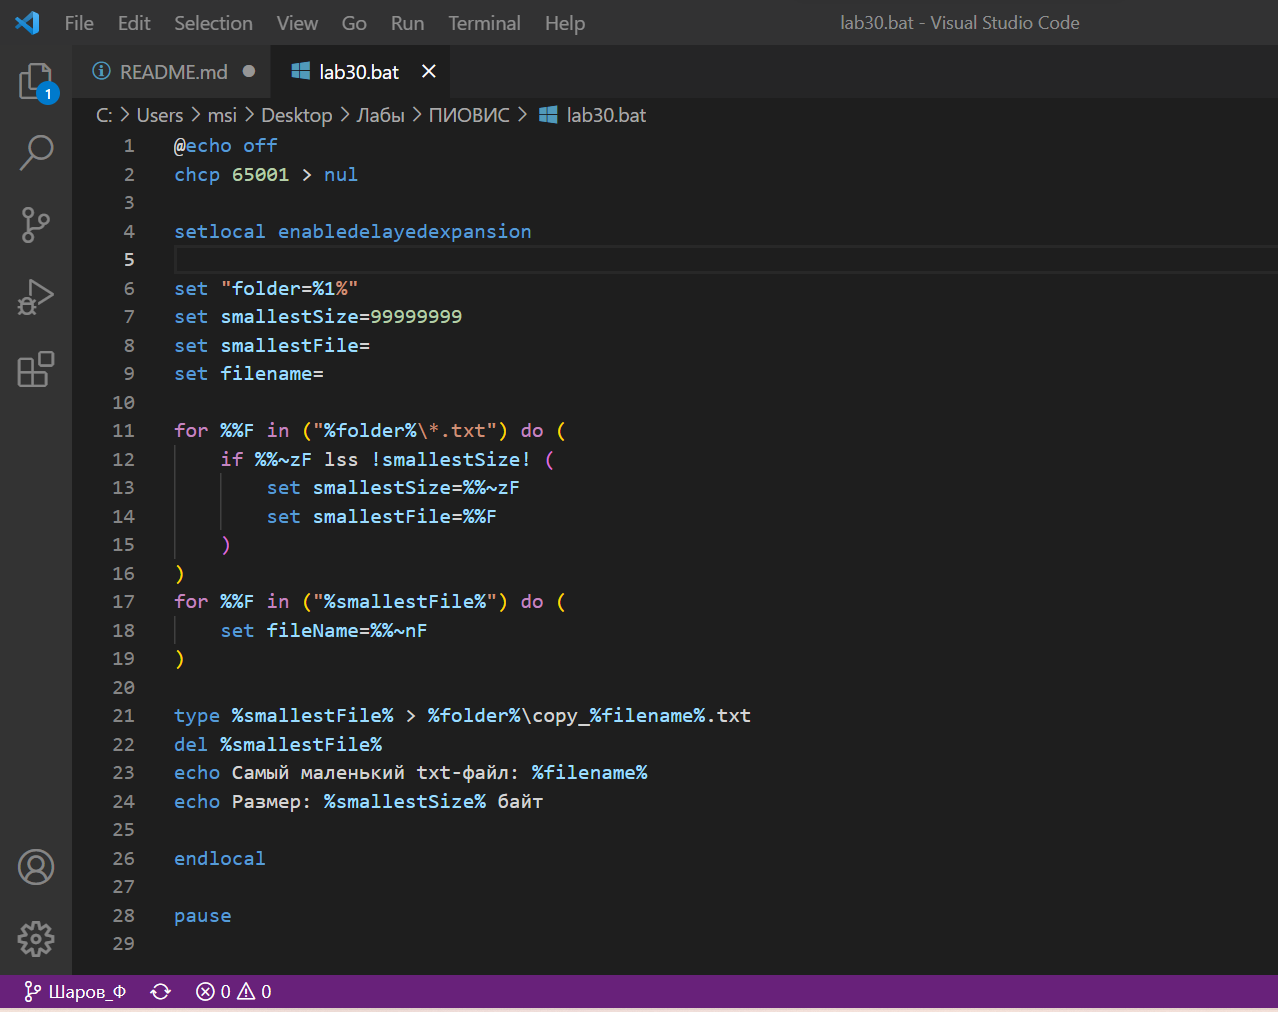 File Edit Selection View Go Run Terminal Help lab30.bat - Visual Studio Code
README.md lab30.bat
C: > Users > msi > Desktop > Лабы > ПИОВИС > lab30.bat
1 @echo off
2 chcp 65001 > nul
3
4 setlocal enabledelayedexpansion
5
6 set "folder=%1%"
7 set smallestSize=99999999
8 set smallestFile=
9 set filename=
10
11 for %%F in ("%folder%\*.txt") do (
12     if %%~zF lss !smallestSize! (
13         set smallestSize=%%~zF
14         set smallestFile=%%F
15     )
16 )
17 for %%F in ("%smallestFile%") do (
18     set fileName=%%~nF
19 )
20
21 type %smallestFile% > %folder%\copy_%filename%.txt
22 del %smallestFile%
23 echo Самый маленький txt-файл: %filename%
24 echo Размер: %smallestSize% байт
25
26 endlocal
27
28 pause
29
1
Шаров_Ф 0 0